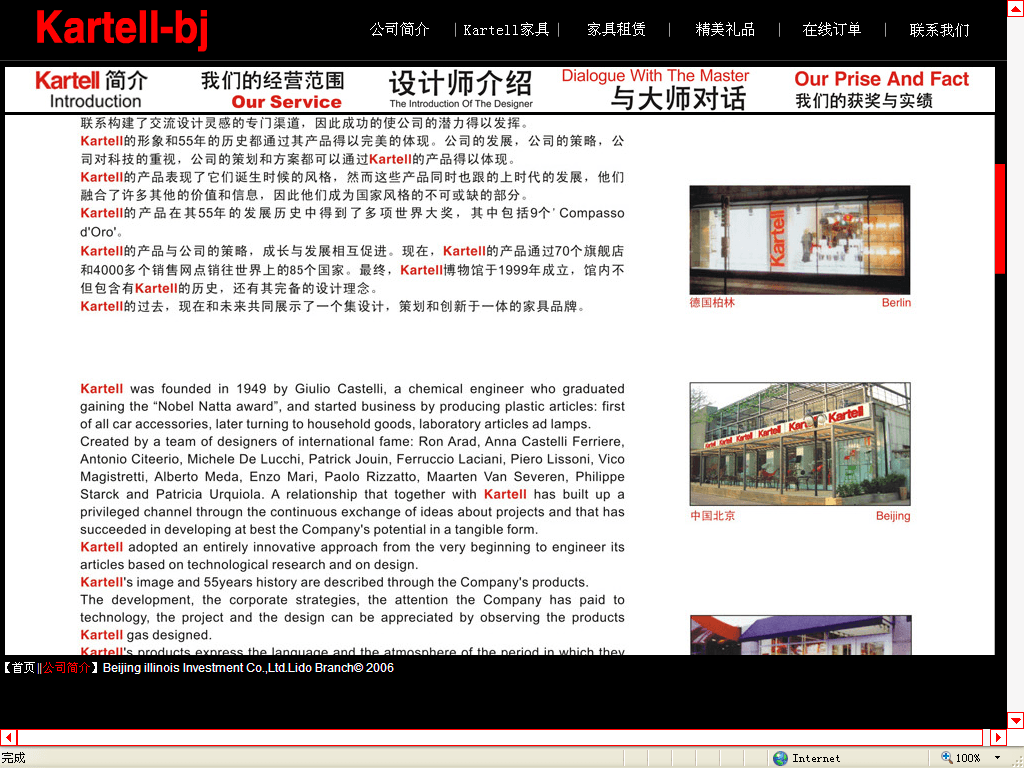 Kartell-bj
公司简介 | Kartell家具 | 家具租赁 | 精美礼品 | 在线订单 | 联系我们
Kartell 简介
Introduction
我们的经营范围
Our Service
设计师介绍
The Introduction Of The Designer
Dialogue With The Master
与大师对话
Our Prise And Fact
我们的获奖与实绩
联系构建了交流设计灵感的专门渠道，因此成功的使公司的潜力得以发挥。
Kartell的形象和55年的历史都通过其产品得以完美的体现。公司的发展，公司的策略，公
司对科技的重视，公司的策划和方案都可以通过Kartell的产品得以体现。
Kartell的产品表现了它们诞生时候的风格，然而这些产品同时也跟的上时代的发展，他们
融合了许多其他的价值和信息，因此他们成为国家风格的不可或缺的部分。
Kartell的产品在其55年的发展历史中得到了多项世界大奖，其中包括9个' Compasso
d'Oro'。
Kartell的产品与公司的策略，成长与发展相互促进。现在，Kartell的产品通过70个旗舰店
和4000多个销售网点销往世界上的85个国家。最终，Kartell博物馆于1999年成立，馆内不
但包含有Kartell的历史，还有其完备的设计理念。
Kartell的过去，现在和未来共同展示了一个集设计，策划和创新于一体的家具品牌。
Kartell
德国柏林 Berlin
Kartell was founded in 1949 by Giulio Castelli, a chemical engineer who graduated
gaining the “Nobel Natta award”, and started business by producing plastic articles: first
of all car accessories, later turning to household goods, laboratory articles ad lamps.
Created by a team of designers of international fame: Ron Arad, Anna Castelli Ferriere,
Antonio Citeerio, Michele De Lucchi, Patrick Jouin, Ferruccio Laciani, Piero Lissoni, Vico
Magistretti, Alberto Meda, Enzo Mari, Paolo Rizzatto, Maarten Van Severen, Philippe
Starck and Patricia Urquiola. A relationship that together with Kartell has built up a
privileged channel througn the continuous exchange of ideas about projects and that has
succeeded in developing at best the Company's potential in a tangible form.
Kartell adopted an entirely innovative approach from the very beginning to engineer its
articles based on technological research and on design.
Kartell's image and 55years history are described through the Company's products.
The development, the corporate strategies, the attention the Company has paid to
technology, the project and the design can be appreciated by observing the products
Kartell gas designed.
Kartell's products express the language and the atmosphere of the period in which they
Kartell Kartell Kartell Kartell Kartell
中国北京 Beijing
【首页||公司简介】Beijing illinois Investment Co.,Ltd.Lido Branch© 2006
完成 Internet 100%